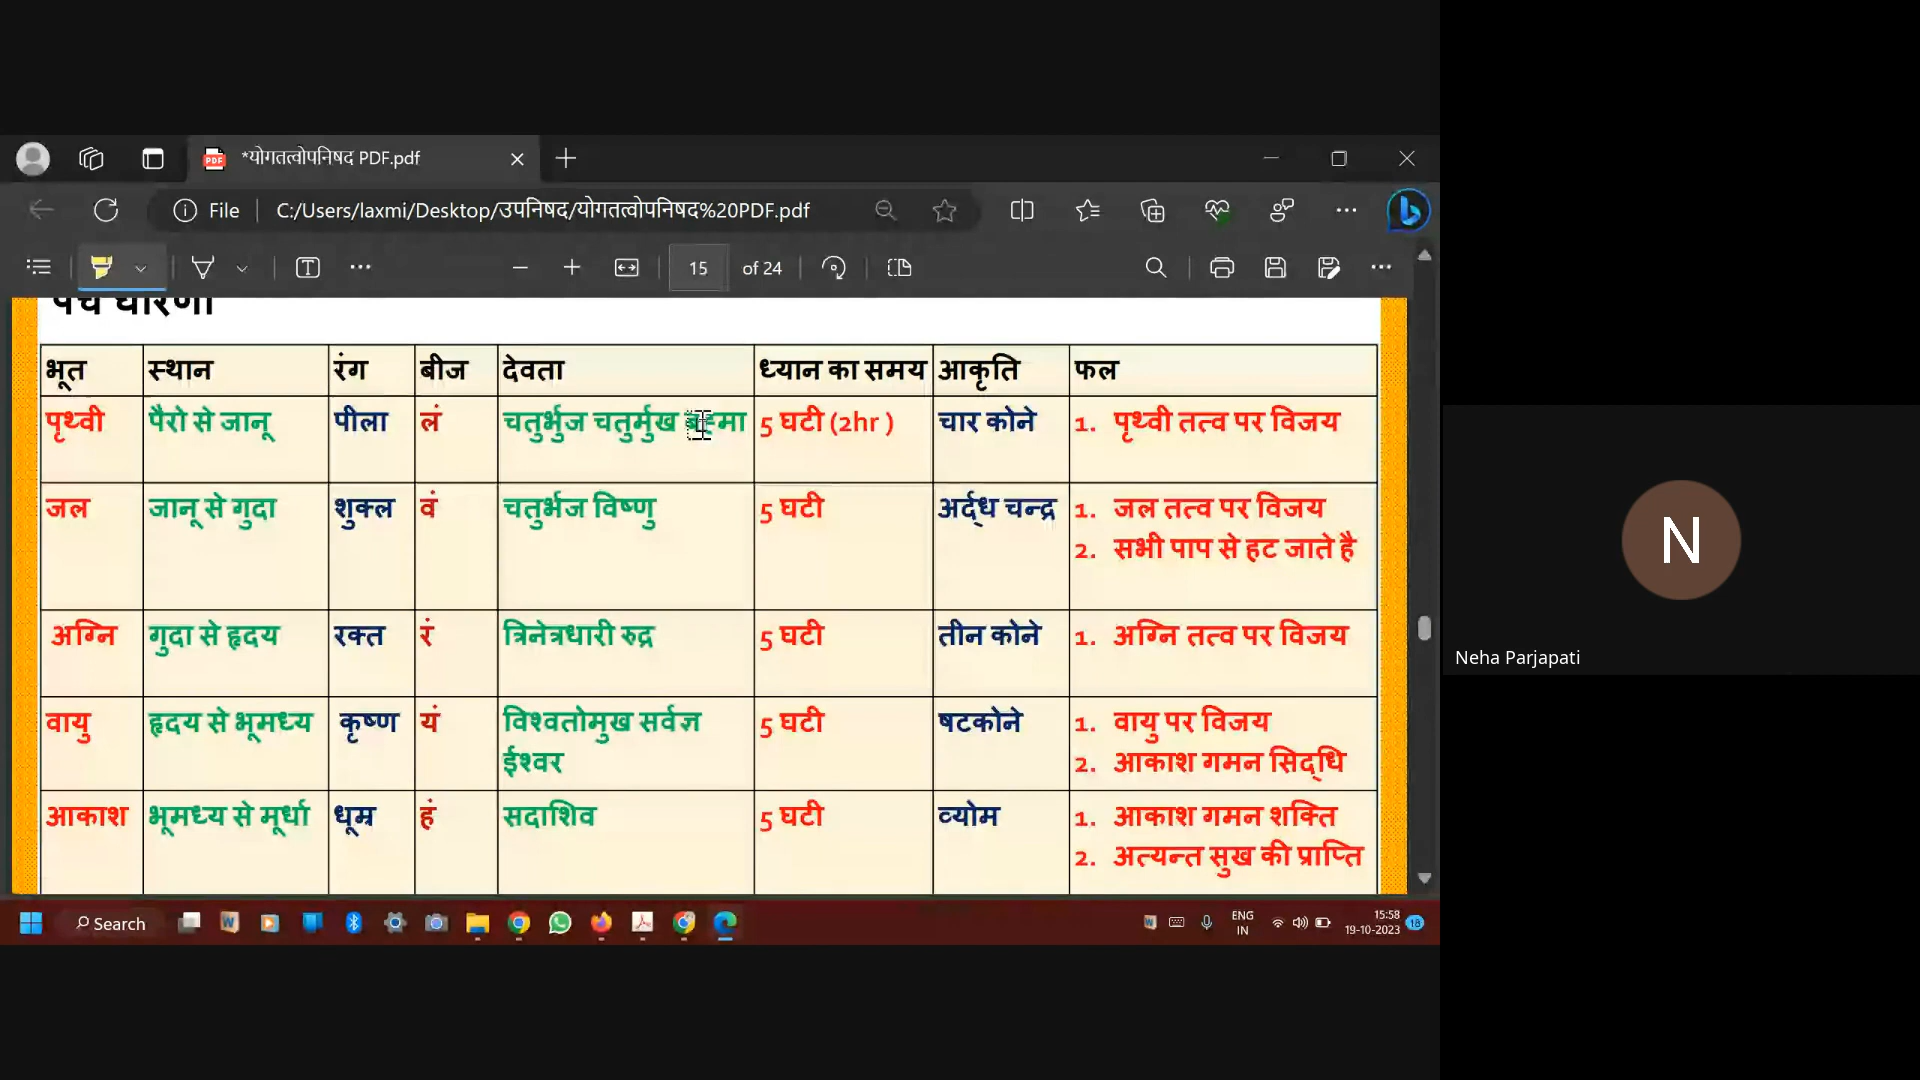 *योगतत्वोपनिषद PDF.pdf
File C:/Users/laxmi/Desktop/उपनिषद/योगतत्वोपनिषद%20PDF.pdf
15 of 24
पंच धारणा
भूत स्थान रंग बीज देवता ध्यान का समय आकृति फल
पृथ्वी पैरो से जानू पीला लं चतुर्भुज चतुर्मुख ब्रह्मा 5 घटी (2hr ) चार कोने 1. पृथ्वी तत्व पर विजय
जल जानू से गुदा शुक्ल वं चतुर्भज विष्णु 5 घटी अर्द्ध चन्द्र 1. जल तत्व पर विजय
2. सभी पाप से हट जाते है
अग्नि गुदा से हृदय रक्त रं त्रिनेत्रधारी रुद्र 5 घटी तीन कोने 1. अग्नि तत्व पर विजय
वायु हृदय से भूमध्य कृष्ण यं विश्वतोमुख सर्वज्ञ 5 घटी षटकोने 1. वायु पर विजय
ईश्वर 2. आकाश गमन सिद्धि
आकाश भूमध्य से मूर्धा धूम्र हं सदाशिव 5 घटी व्योम 1. आकाश गमन शक्ति
2. अत्यन्त सुख की प्राप्ति
Search
ENG
IN
15:58
19-10-2023
18
N
Neha Parjapati